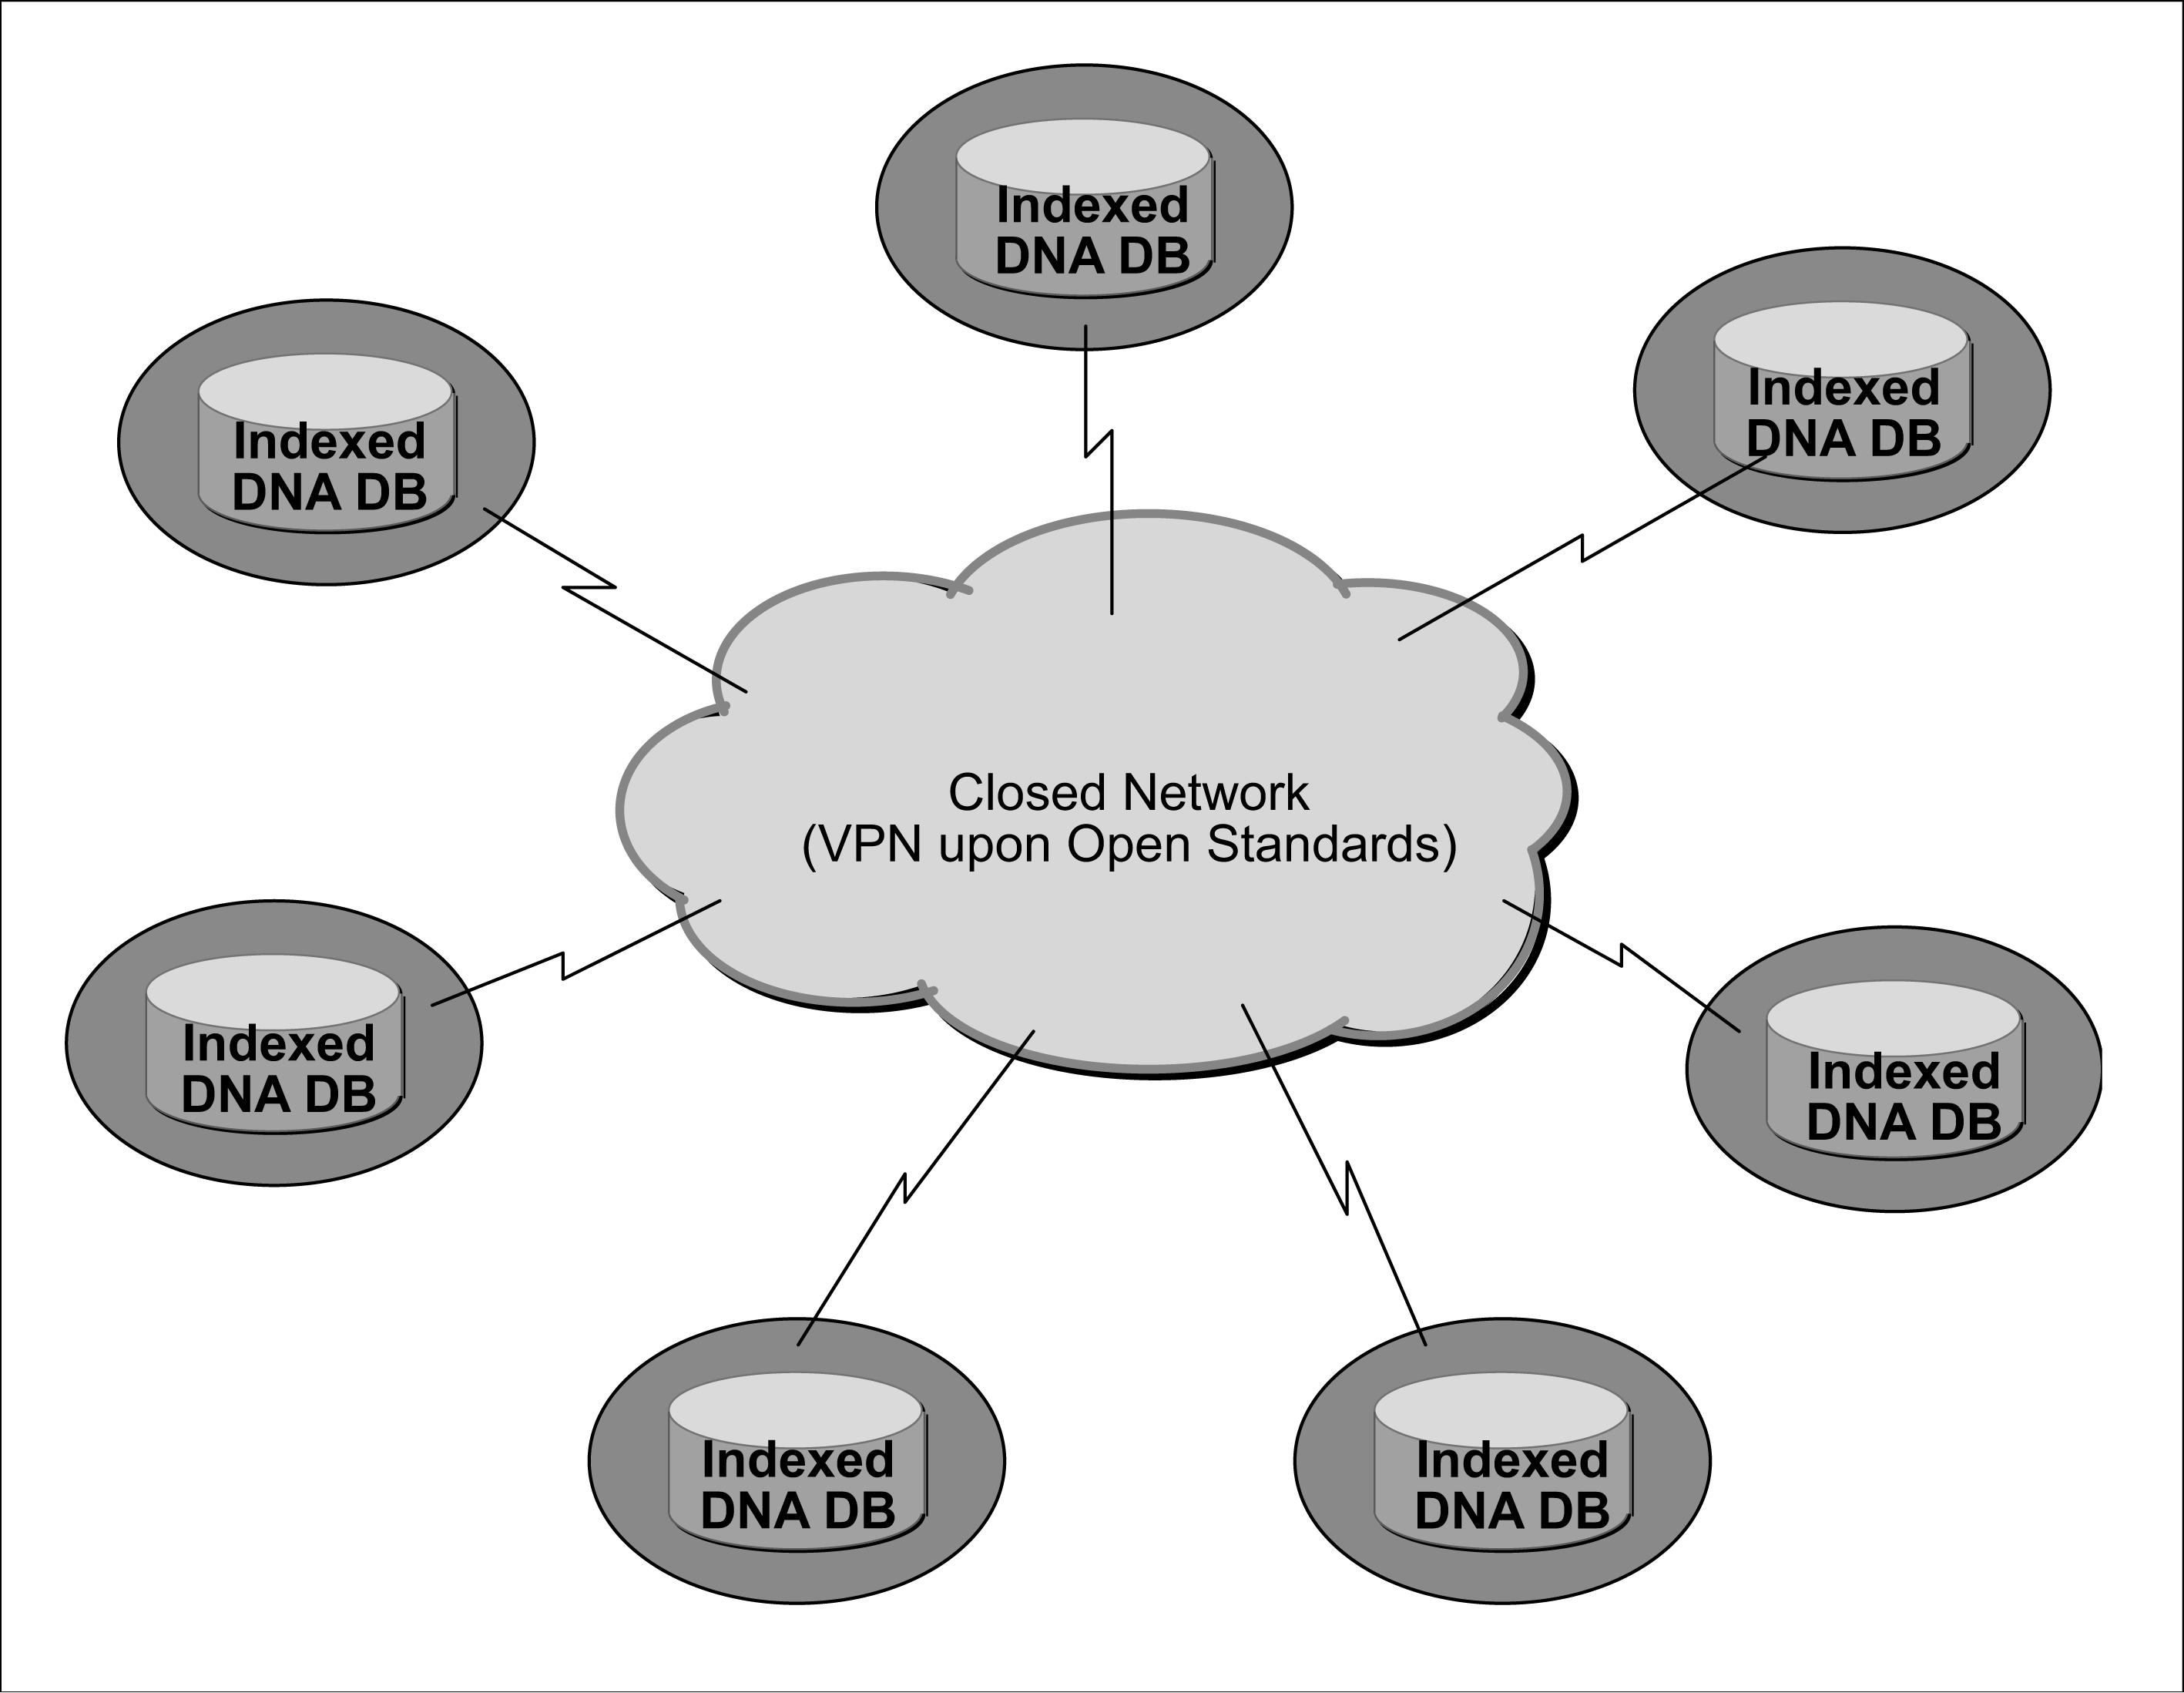 Indexed
DNA DB
Indexed
DNA DB
Indexed
DNA DB
Closed Network
(VPN upon Open Standards)
Indexed
DNA DB
Indexed
DNA DB
Indexed
DNA DB
Indexed
DNA DB